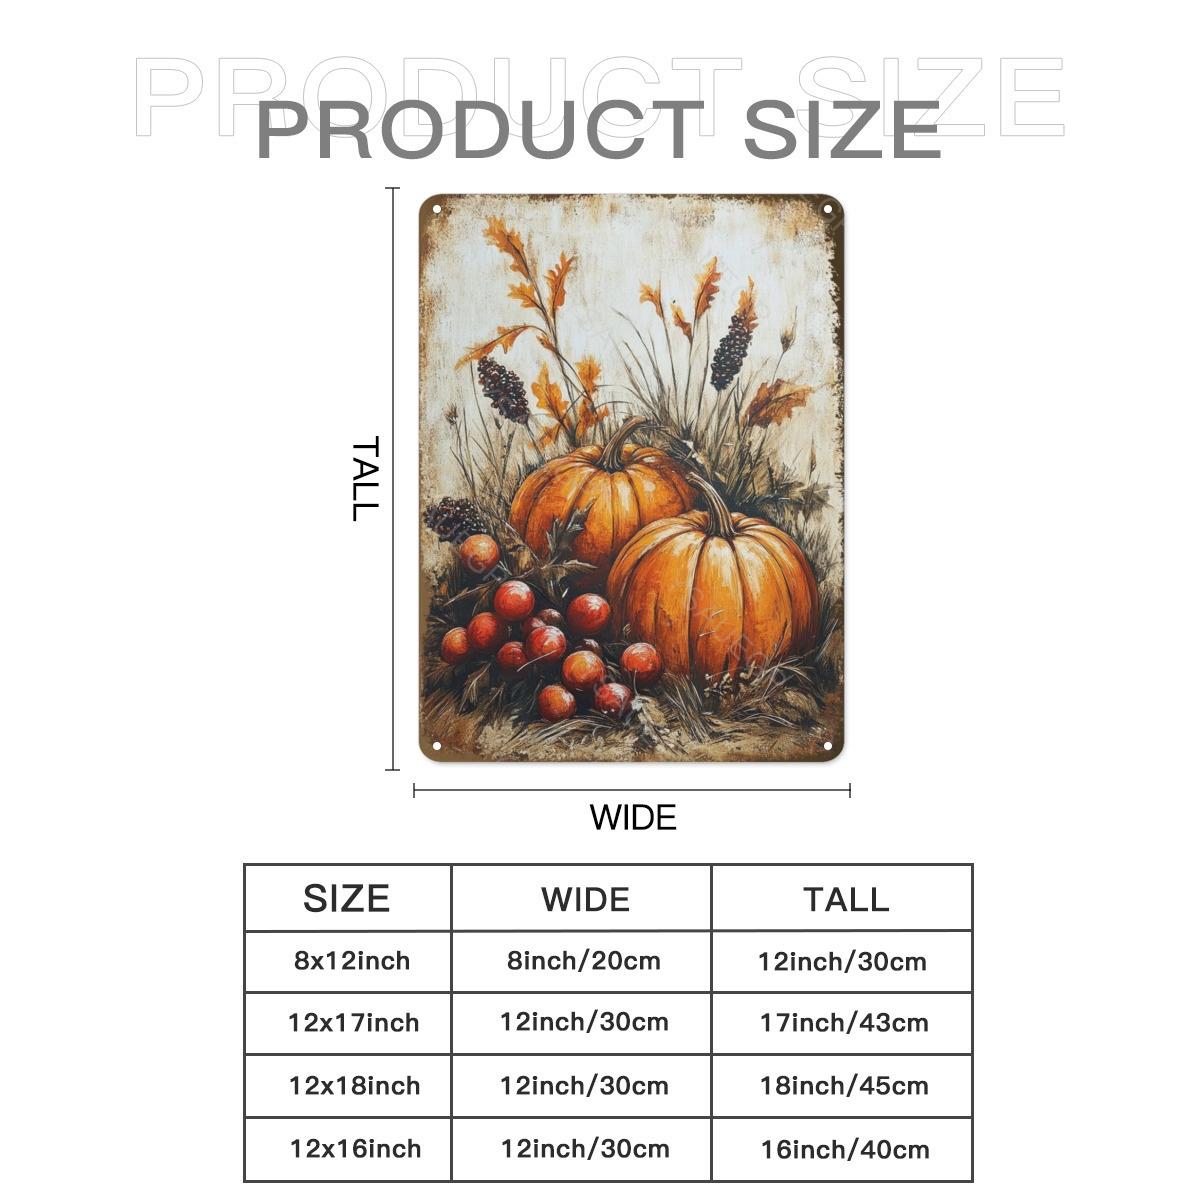 PRODUCT SIZE
PRODUCT SIZE
TALL
WIDE
SIZE WIDE TALL
8x12inch 8inch/20cm 12inch/30cm
12x17inch 12inch/30cm 17inch/43cm
12x18inch 12inch/30cm 18inch/45cm
12x16inch 12inch/30cm 16inch/40cm